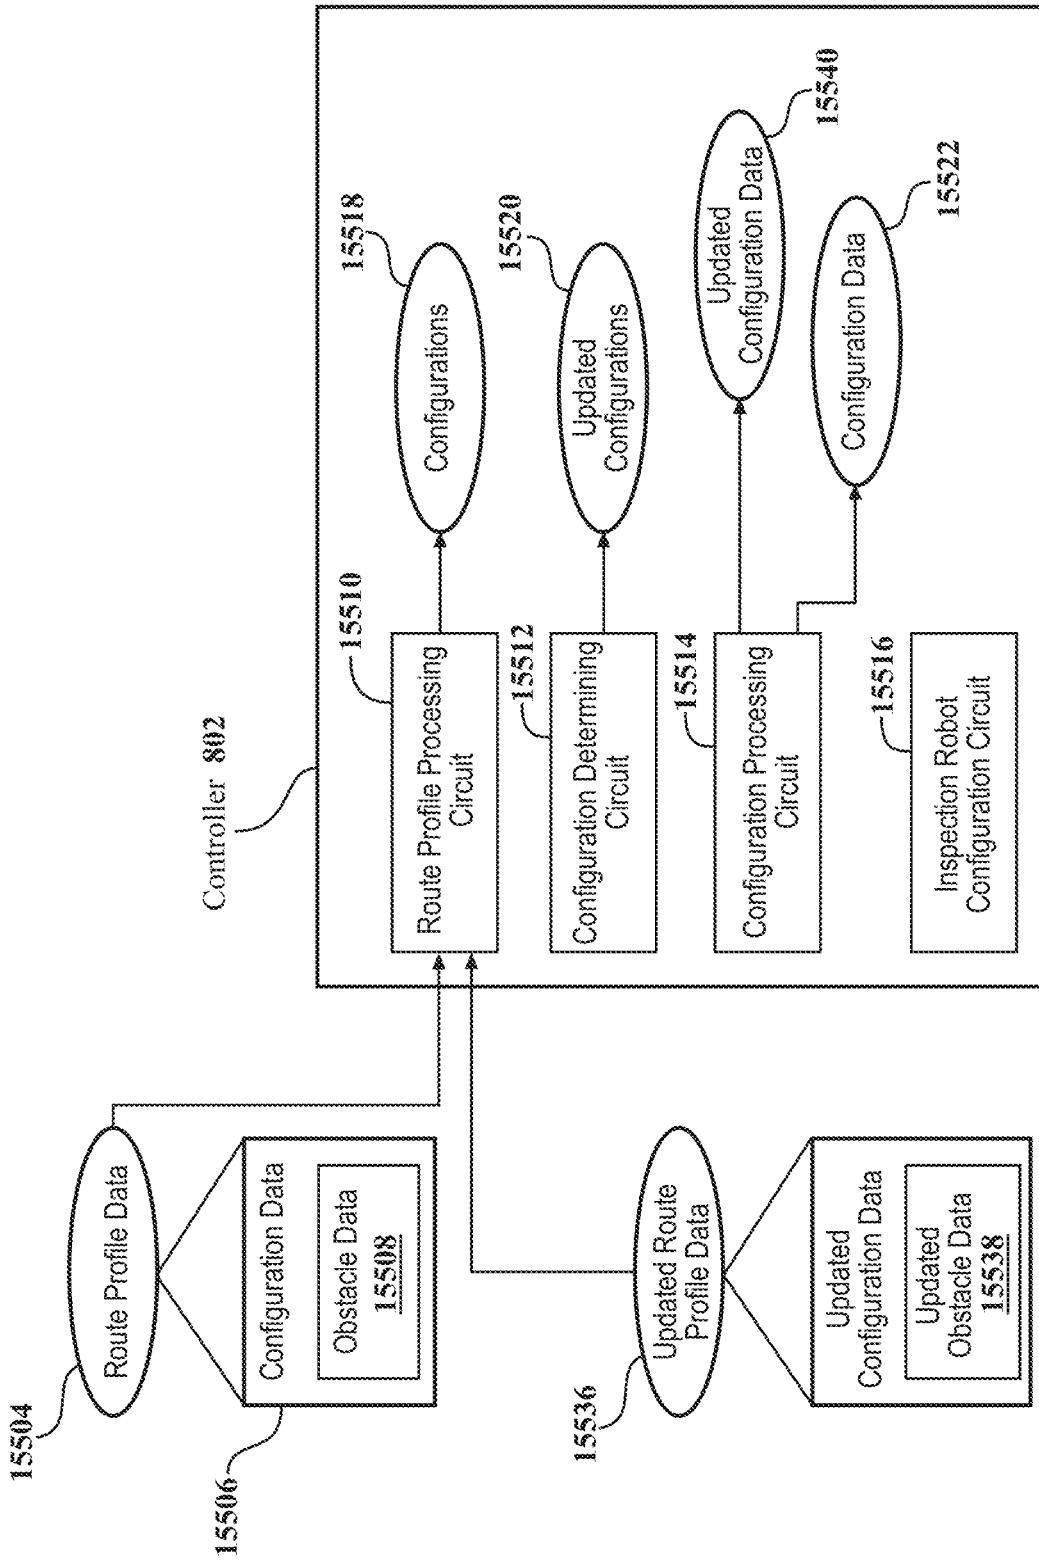 15504
Route Profile Data
15506
Configuration Data
Obstacle Data
15508
15536
Updated Route
Profile Data
Updated
Configuration Data
Updated
Obstacle Data
15538
Controller 802
15510
Route Profile Processing
Circuit
15518
Configurations
15512
Configuration Determining
Circuit
15520
Updated
Configurations
15514
Configuration Processing
Circuit
15540
Updated
Configuration Data
15522
Configuration Data
15516
Inspection Robot
Configuration Circuit